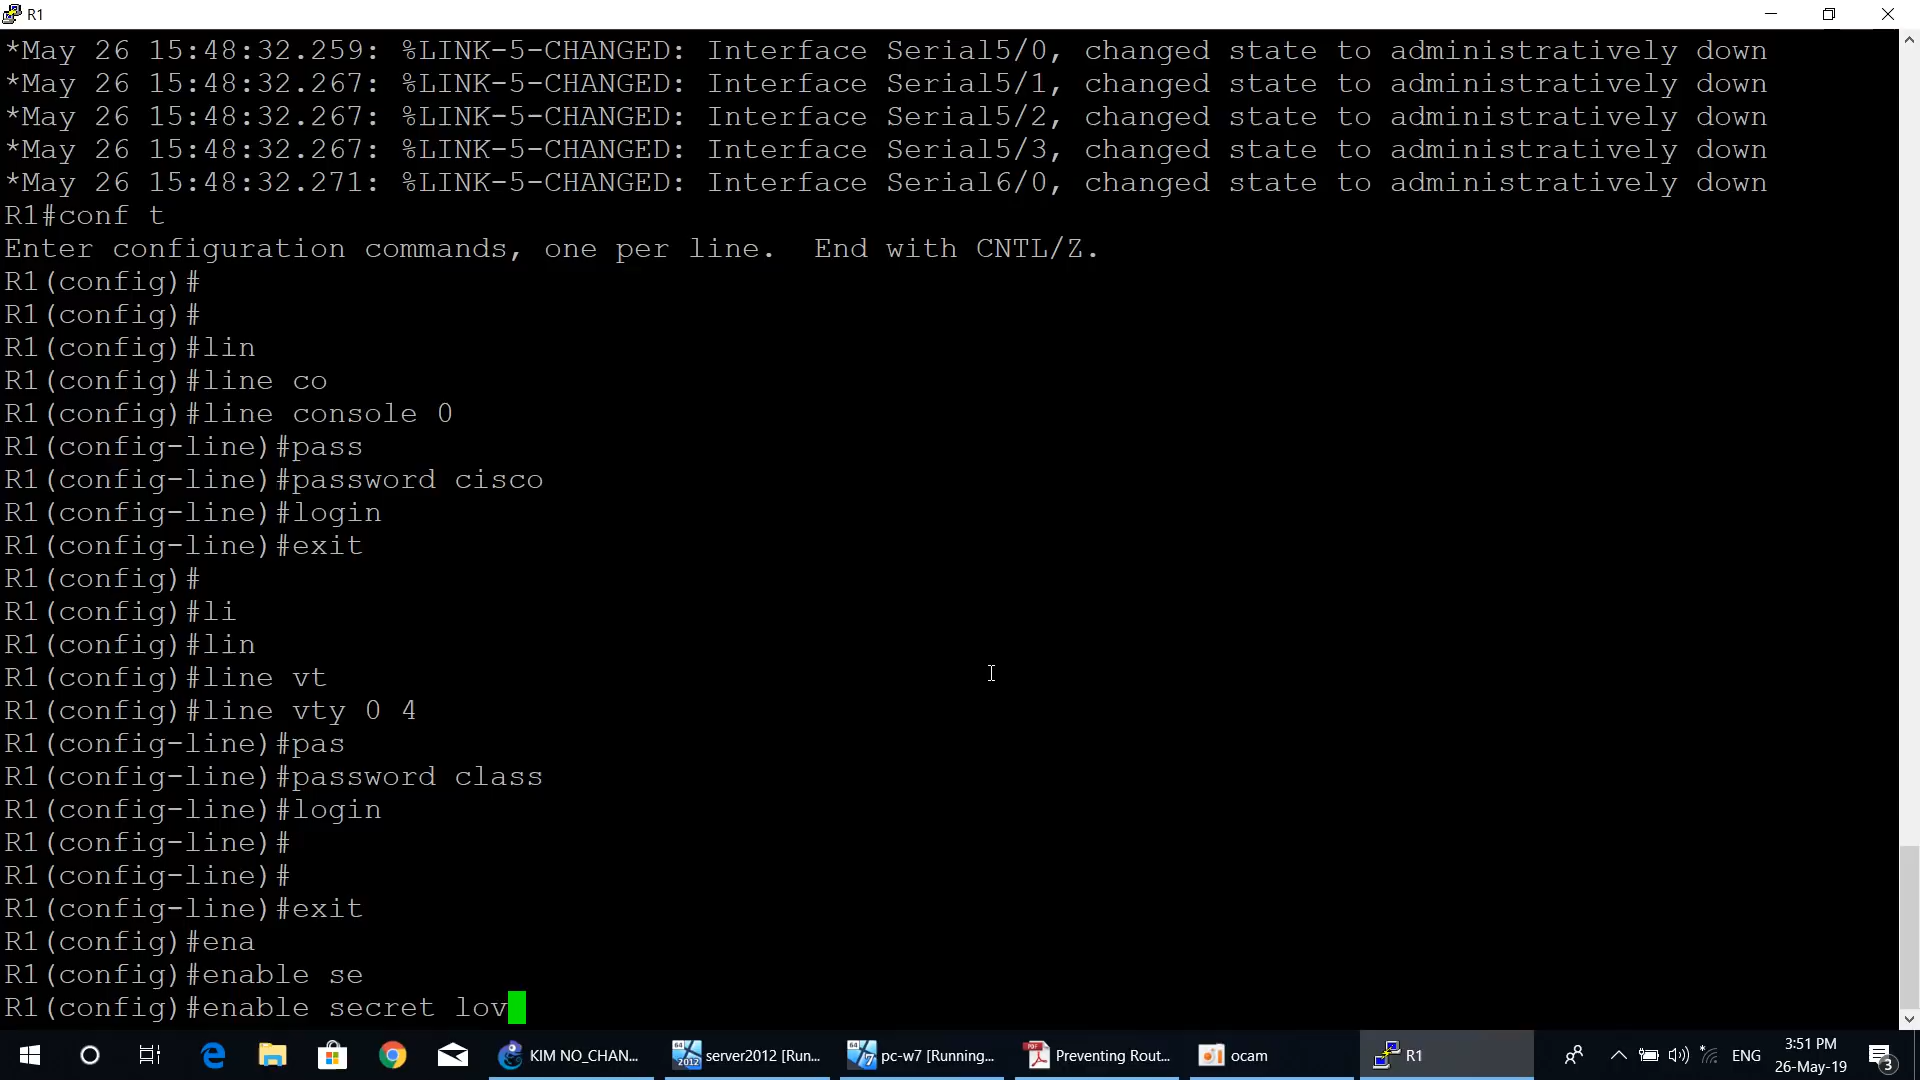 R1
*May 26 15:48:32.259: %LINK-5-CHANGED: Interface Serial5/0, changed state to administratively down
*May 26 15:48:32.267: %LINK-5-CHANGED: Interface Serial5/1, changed state to administratively down
*May 26 15:48:32.267: %LINK-5-CHANGED: Interface Serial5/2, changed state to administratively down
*May 26 15:48:32.267: %LINK-5-CHANGED: Interface Serial5/3, changed state to administratively down
*May 26 15:48:32.271: %LINK-5-CHANGED: Interface Serial6/0, changed state to administratively down
R1#conf t
Enter configuration commands, one per line.  End with CNTL/Z.
R1(config)#
R1(config)#
R1(config)#lin
R1(config)#line co
R1(config)#line console 0
R1(config-line)#pass
R1(config-line)#password cisco
R1(config-line)#login
R1(config-line)#exit
R1(config)#
R1(config)#li
R1(config)#lin
R1(config)#line vt
R1(config)#line vty 0 4
R1(config-line)#pas
R1(config-line)#password class
R1(config-line)#login
R1(config-line)#
R1(config-line)#
R1(config-line)#exit
R1(config)#ena
R1(config)#enable se
R1(config)#enable secret lov
KIM NO_CHAN... server2012 [Run... pc-w7 [Running... Preventing Rout... ocam R1 ENG 3:51 PM
26-May-19 3